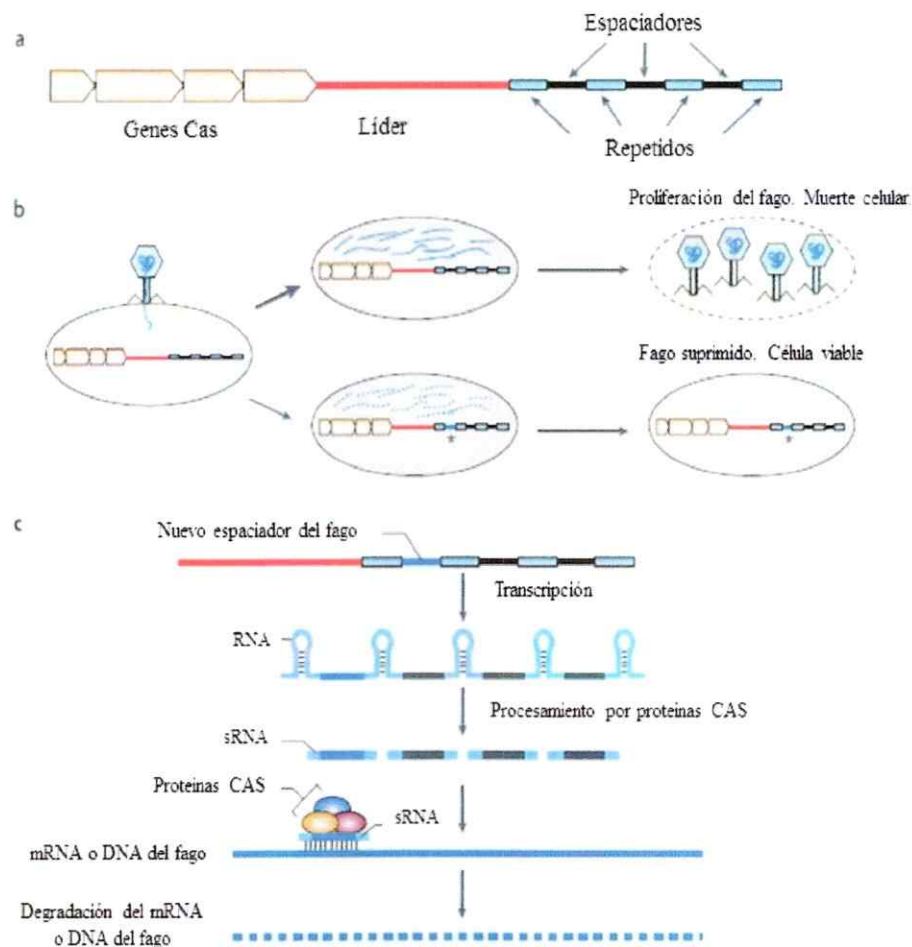 a
Espaciadores
Genes Cas
Líder
Repetidos
b
Proliferación del fago. Muerte celular.
Fago suprimido. Célula viable
*
*
c
Nuevo espaciador del fago
Transcripción
RNA
Procesamiento por proteinas CAS
sRNA
Proteinas CAS
sRNA
mRNA o DNA del fago
Degradación del mRNA
o DNA del fago